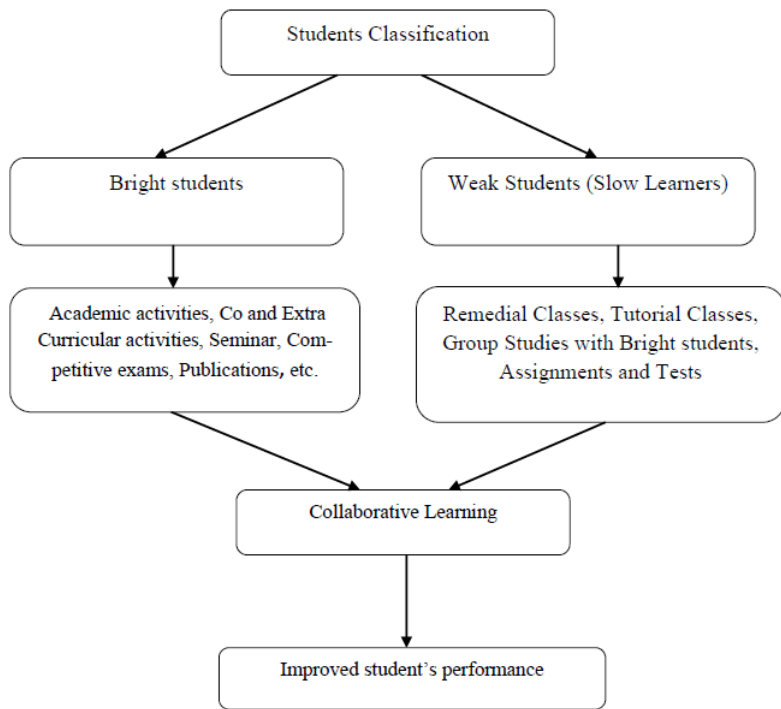 Students Classification
Bright students
Weak Students (Slow Learners)
Academic activities, Co and Extra
Curricular activities, Seminar, Com-
petitive exams, Publications, etc.
Remedial Classes, Tutorial Classes,
Group Studies with Bright students,
Assignments and Tests
Collaborative Learning
Improved student’s performance